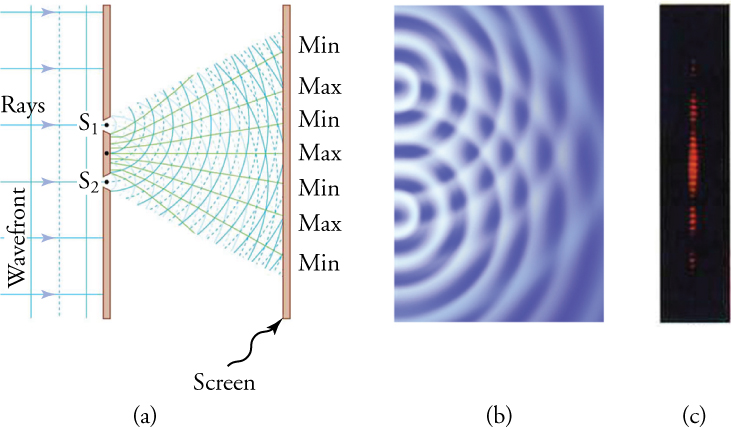 Rays
Wavefront
S1
S2
Min
Max
Min
Max
Min
Max
Min
Screen
(a)
(b)
(c)